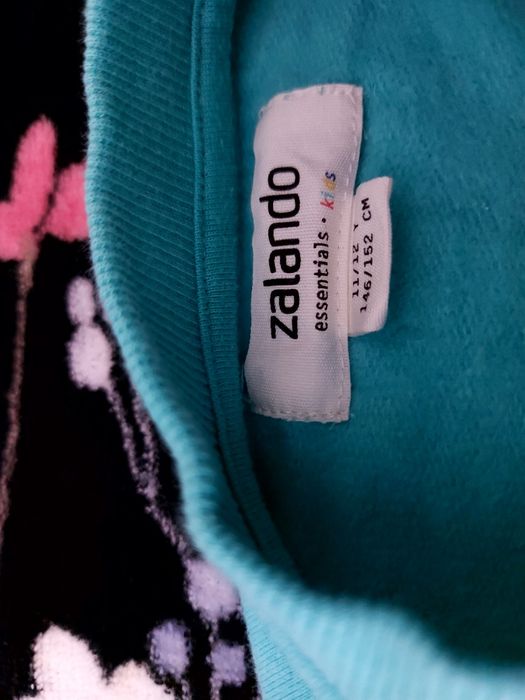 zalando
essentials · kids
11/12 Y
146/152 CM